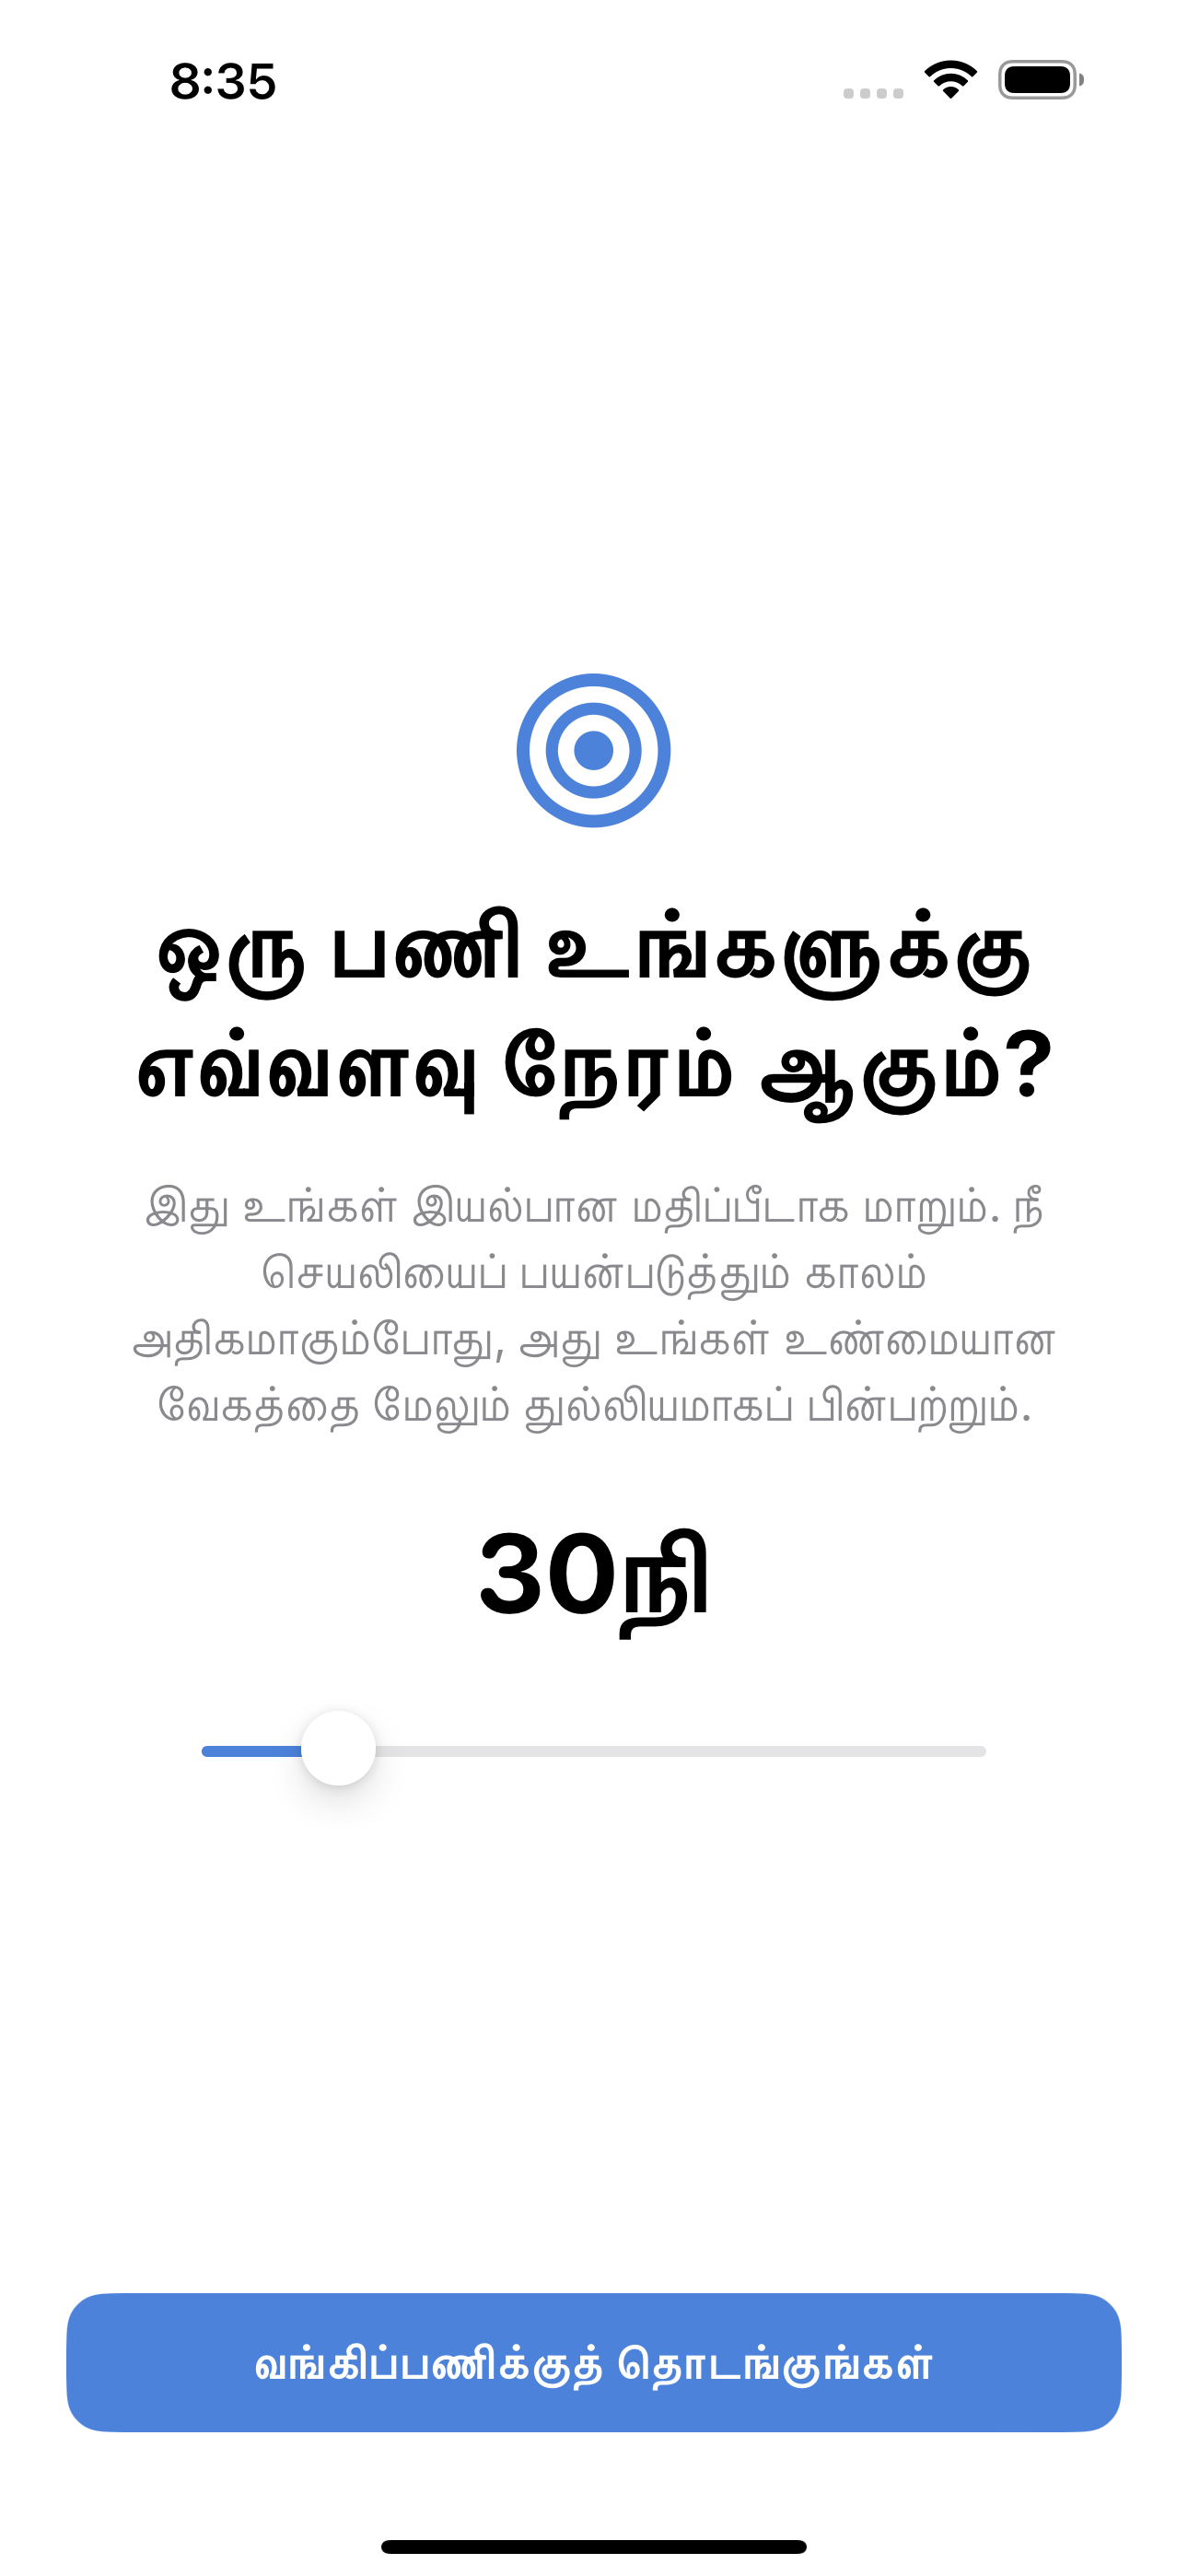 8:35
ஒரு பணி உங்களுக்கு
எவ்வளவு நேரம் ஆகும்?
இது உங்கள் இயல்பான மதிப்பீடாக மாறும். நீ
செயலியைப் பயன்படுத்தும் காலம்
அதிகமாகும்போது, அது உங்கள் உண்மையான
வேகத்தை மேலும் துல்லியமாகப் பின்பற்றும்.
30நி
வங்கிப்பணிக்குத் தொடங்குங்கள்